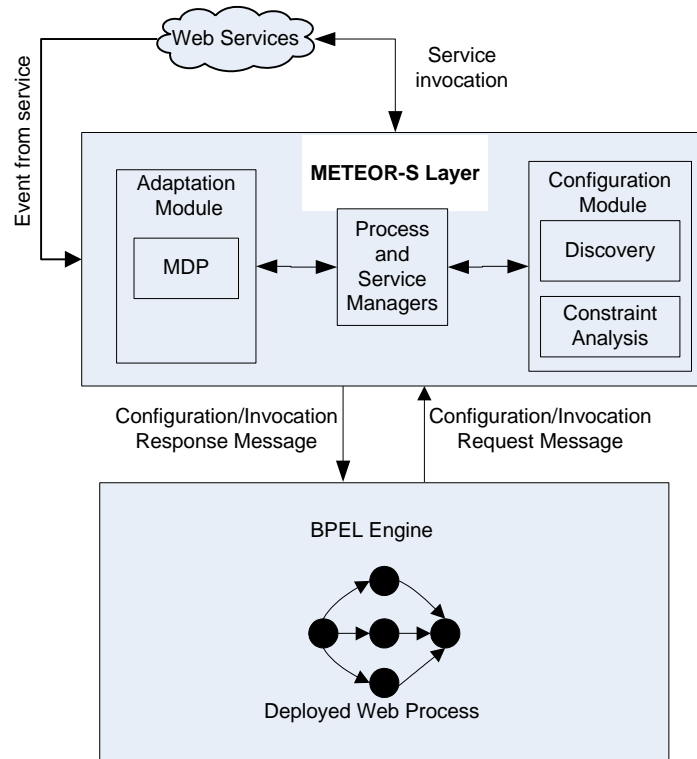 Web Services
Service
invocation
Event from service
METEOR-S Layer
Adaptation
Module
MDP
Process
and
Service
Managers
Configuration
Module
Discovery
Constraint
Analysis
Configuration/Invocation
Response Message
Configuration/Invocation
Request Message
BPEL Engine
Deployed Web Process